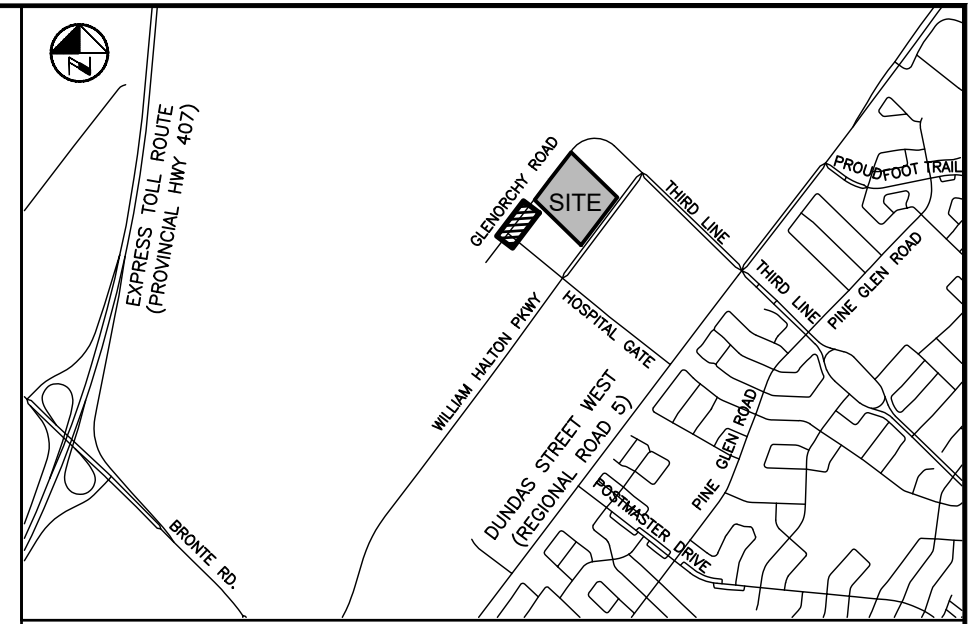 N
EXPRESS TOLL ROUTE
(PROVINCIAL HWY 407)
GLENORCHY ROAD
SITE
THIRD LINE
PROUDFOOT TRAIL
THIRD LINE
PINE GLEN ROAD
HOSPITAL GATE
WILLIAM HALTON PKWY
DUNDAS STREET WEST
(REGIONAL ROAD 5)
PINE GLEN ROAD
POSTMASTER DRIVE
BRONTE RD.